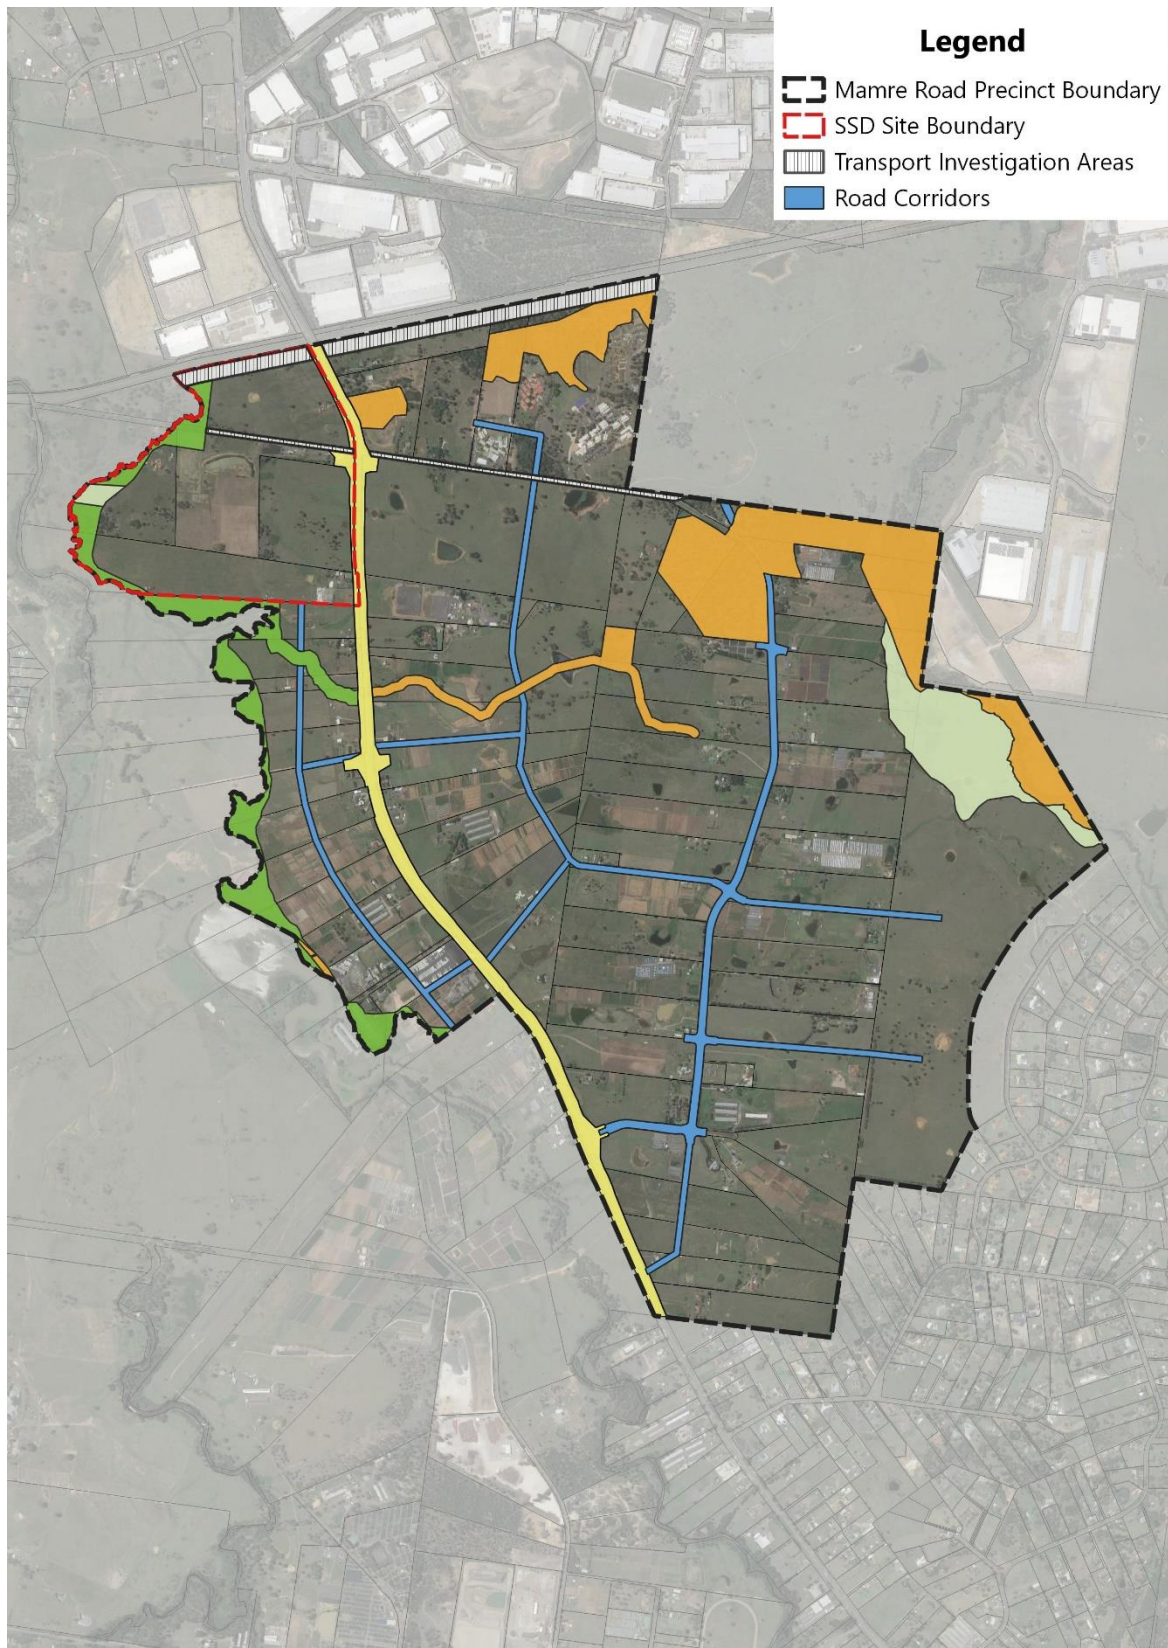 Legend
Mamre Road Precinct Boundary
SSD Site Boundary
Transport Investigation Areas
Road Corridors